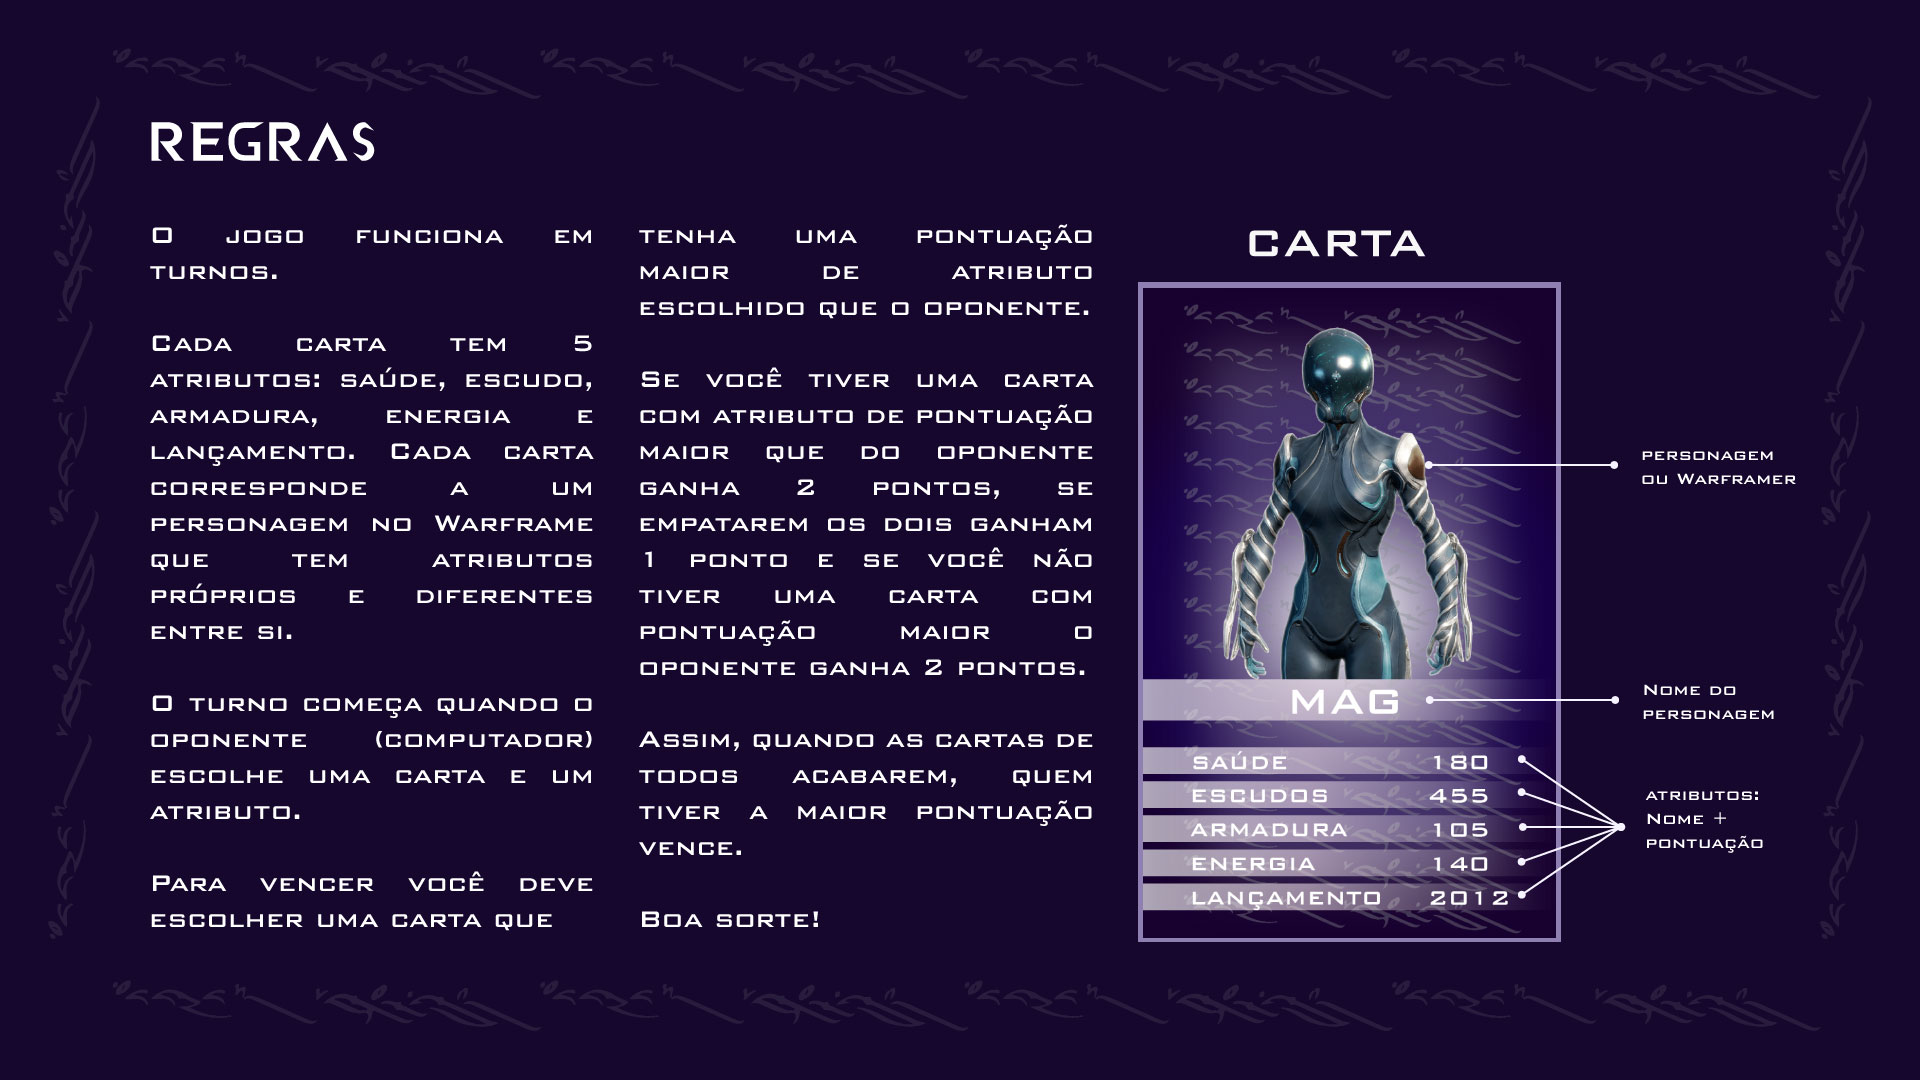 REGRAS
O JOGO FUNCIONA EM
TURNOS.
CADA CARTA TEM 5
ATRIBUTOS: SAÚDE, ESCUDO,
ARMADURA, ENERGIA E
LANÇAMENTO. CADA CARTA
CORRESPONDE A UM
PERSONAGEM NO WARFRAME
QUE TEM ATRIBUTOS
PRÓPRIOS E DIFERENTES
ENTRE SI.
O TURNO COMEÇA QUANDO O
OPONENTE (COMPUTADOR)
ESCOLHE UMA CARTA E UM
ATRIBUTO.
PARA VENCER VOCÊ DEVE
ESCOLHER UMA CARTA QUE
TENHA UMA PONTUAÇÃO
MAIOR DE ATRIBUTO
ESCOLHIDO QUE O OPONENTE.
SE VOCÊ TIVER UMA CARTA
COM ATRIBUTO DE PONTUAÇÃO
MAIOR QUE DO OPONENTE
GANHA 2 PONTOS, SE
EMPATAREM OS DOIS GANHAM
1 PONTO E SE VOCÊ NÃO
TIVER UMA CARTA COM
PONTUAÇÃO MAIOR O
OPONENTE GANHA 2 PONTOS.
ASSIM, QUANDO AS CARTAS DE
TODOS ACABAREM, QUEM
TIVER A MAIOR PONTUAÇÃO
VENCE.
BOA SORTE!
CARTA
PERSONAGEM
OU WARFRAMER
MAG
NOME DO
PERSONAGEM
SAÚDE 180
ESCUDOS 455
ARMADURA 105
ENERGIA 140
LANÇAMENTO 2012
ATRIBUTOS:
NOME +
PONTUAÇÃO